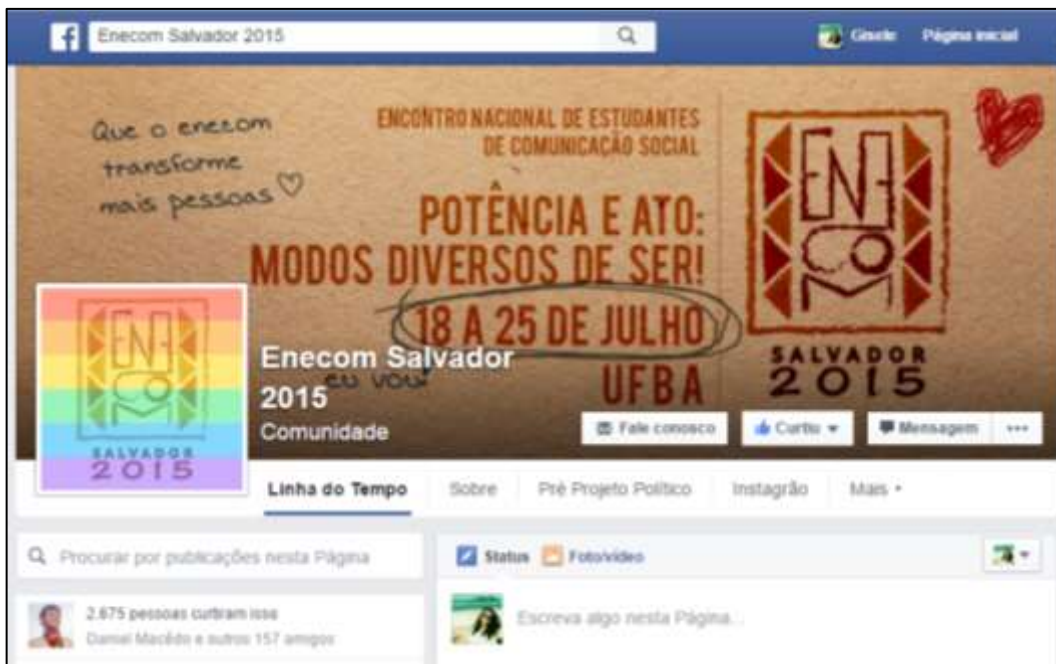 f
Enecom Salvador 2015
Gisele
Página inicial
Que o enecom
transforme
mais pessoas
ENCONTRO NACIONAL DE ESTUDANTES
DE COMUNICAÇÃO SOCIAL
POTÊNCIA E ATO:
MODOS DIVERSOS DE SER!
18 A 25 DE JULHO
eu vou!
UFBA
ENE
CO
M
SALVADOR
2015
ENE
CO
M
SALVADOR
2015
Enecom Salvador
2015
Comunidade
Fale conosco
Curtiu
Mensagem
Linha do Tempo
Sobre
Pré Projeto Político
Instagrão
Mais
Procurar por publicações nesta Página
2.675 pessoas curtiram isso
Daniel Macêdo e outros 157 amigos
Status
Foto/vídeo
Escreva algo nesta Página...